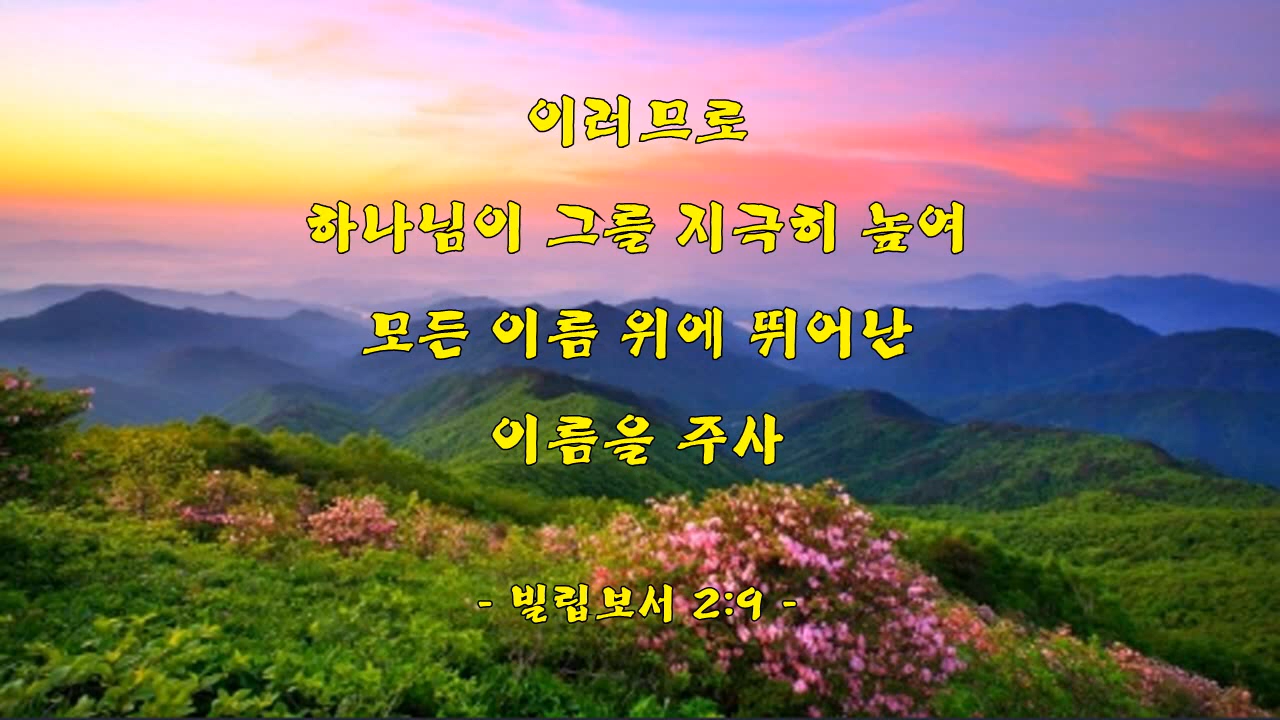 이러므로
하나님이 그를 지극히 높여
모든 이름 위에 뛰어난
이름을 주사
- 빌립보서 2:9 -